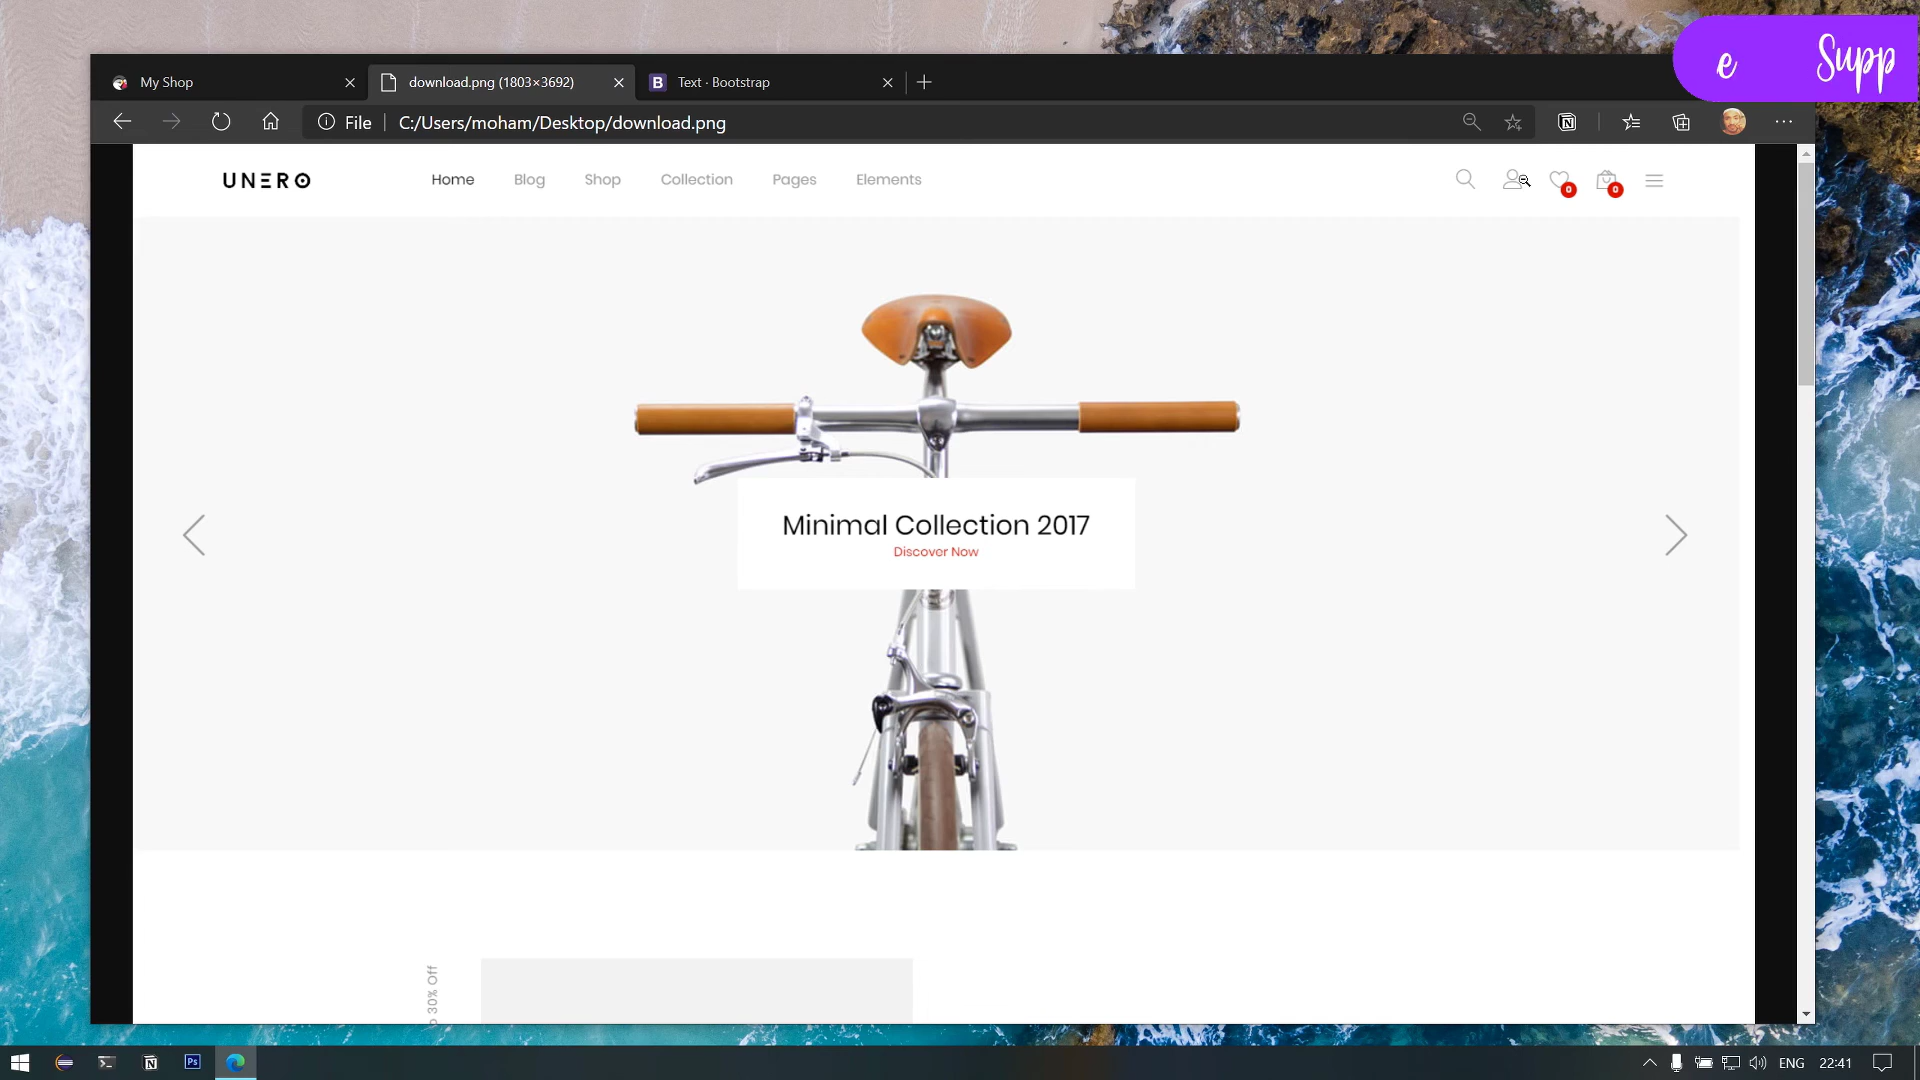 e Supp
My Shop
download.png (1803×3692)
B Text · Bootstrap
File C:/Users/moham/Desktop/download.png
UNERO
Home Blog Shop Collection Pages Elements
0 0
Minimal Collection 2017
Discover Now
30% Off
Ps
ENG 22:41